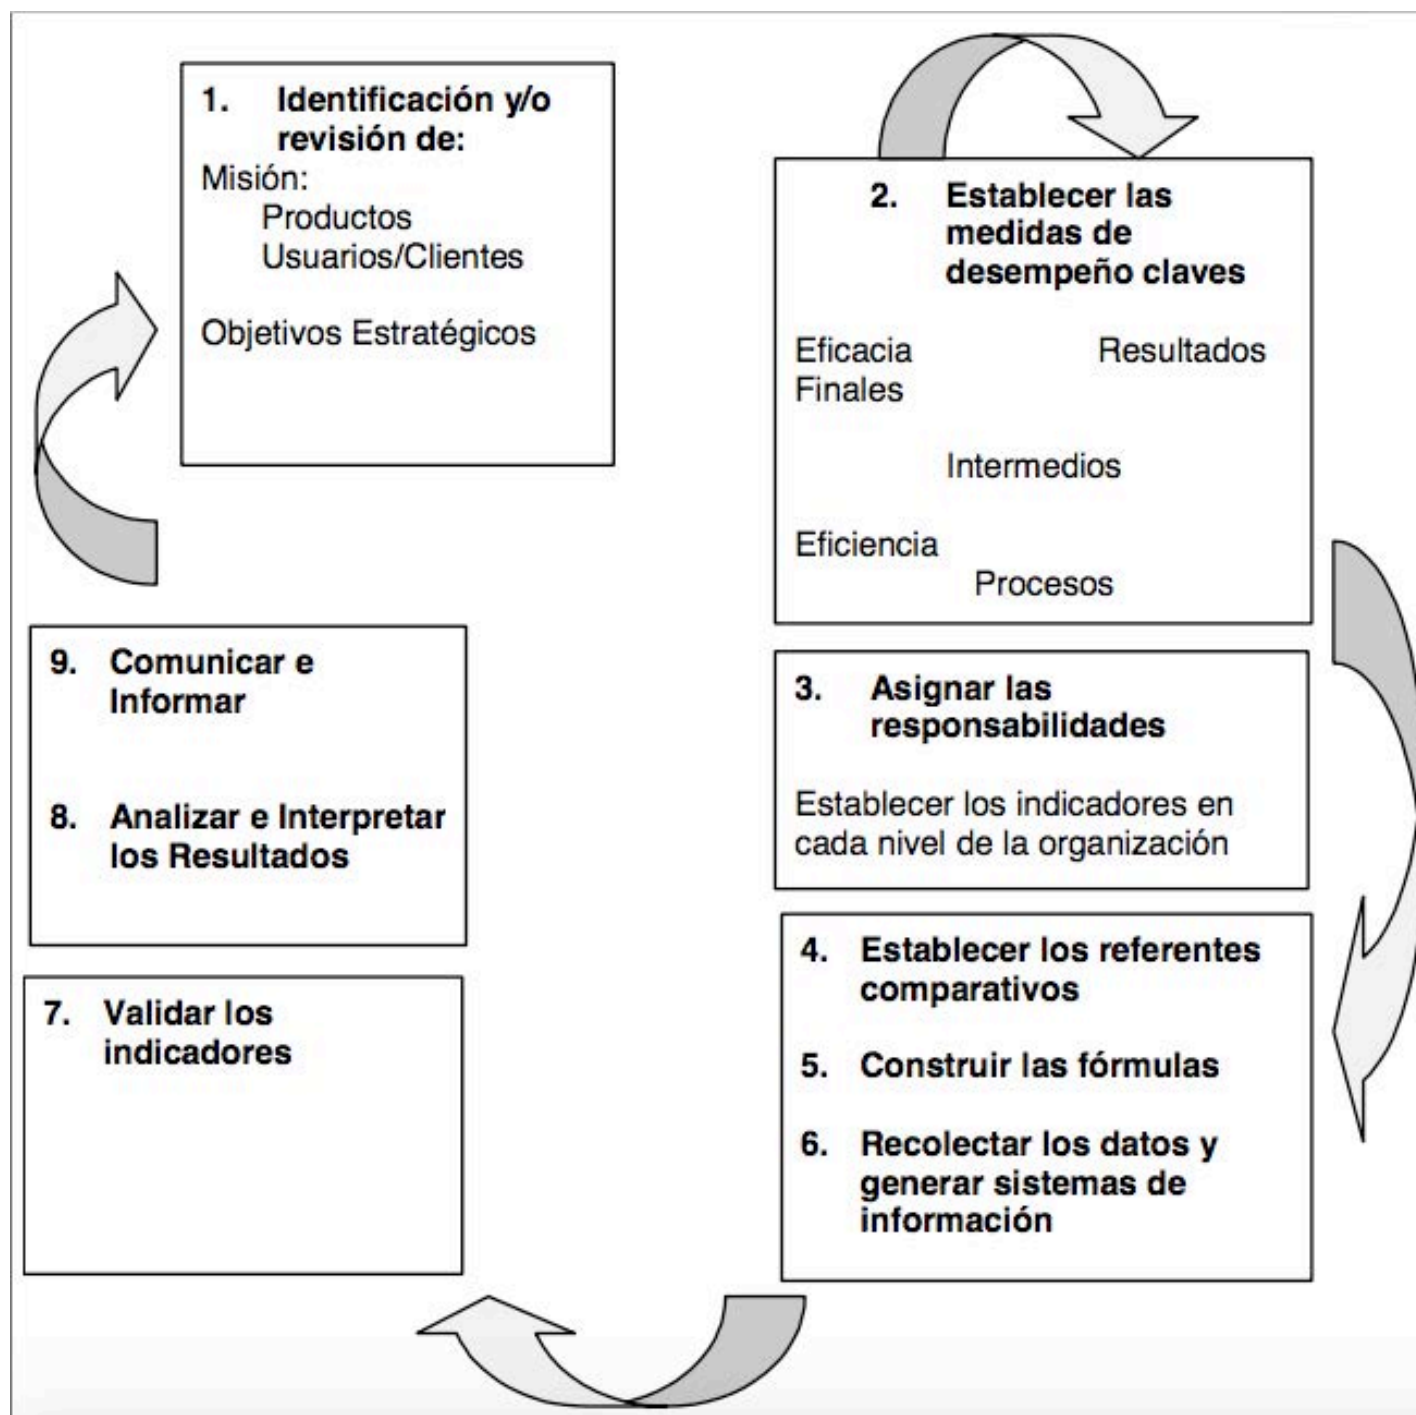 1. Identificación y/o
revisión de:
Misión:
Productos
Usuarios/Clientes
Objetivos Estratégicos
2. Establecer las
medidas de
desempeño claves
Eficacia Resultados
Finales
Intermedios
Eficiencia
Procesos
3. Asignar las
responsabilidades
Establecer los indicadores en
cada nivel de la organización
4. Establecer los referentes
comparativos
5. Construir las fórmulas
6. Recolectar los datos y
generar sistemas de
información
7. Validar los
indicadores
9. Comunicar e
Informar
8. Analizar e Interpretar
los Resultados